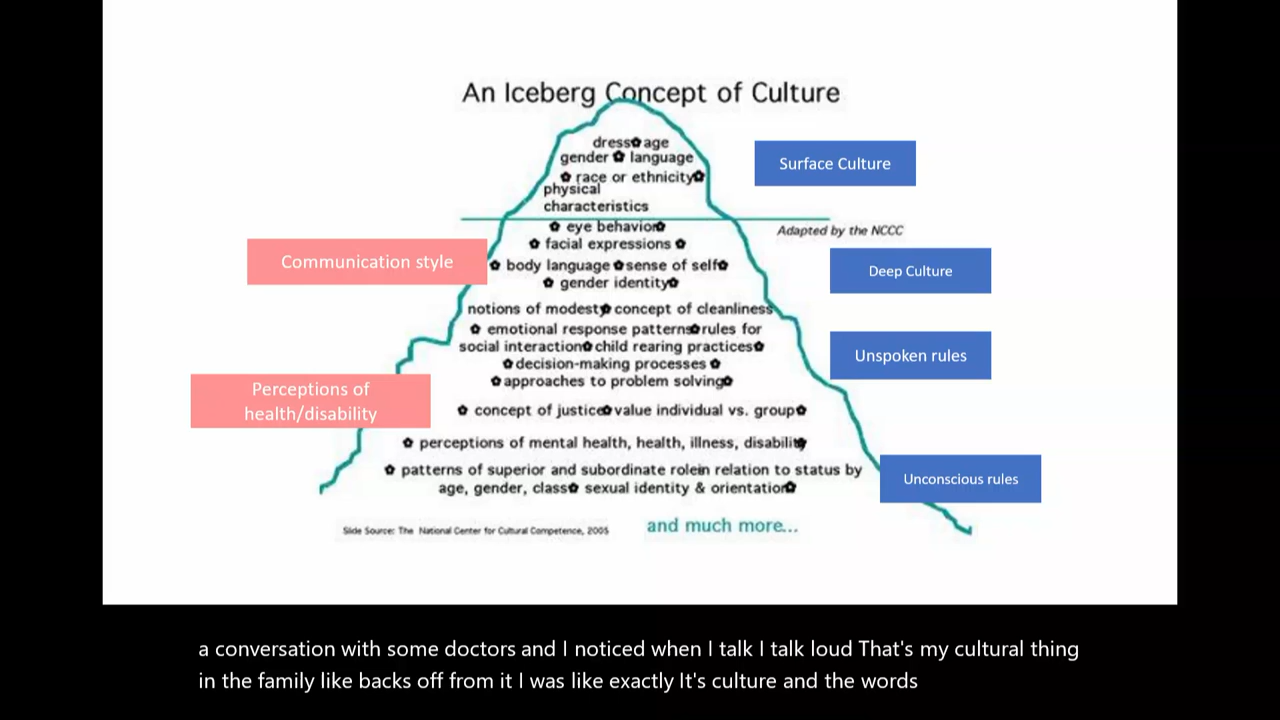 An Iceberg Concept of Culture
dress age
gender language
race or ethnicity
physical
characteristics
Surface Culture
eye behavior
Adapted by the NCCC
facial expressions
Communication style
body language sense of self
Deep Culture
gender identity
notions of modesty concept of cleanliness
emotional response patterns rules for
social interaction child rearing practices
Unspoken rules
decision-making processes
approaches to problem solving
Perceptions of
health/disability
concept of justice value individual vs. group
perceptions of mental health, health, illness, disability
patterns of superior and subordinate role in relation to status by
age, gender, class sexual identity & orientation
Unconscious rules
and much more...
Slide Source: The National Center for Cultural Competence, 2005
a conversation with some doctors and I noticed when I talk I talk loud That's my cultural thing
in the family like backs off from it I was like exactly It's culture and the words